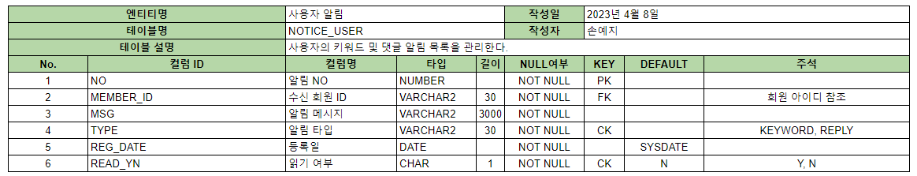 엔티티명 사용자 알림 작성일 2023년 4월 8일
테이블명 NOTICE_USER 작성자 손예지
테이블 설명 사용자의 키워드 및 댓글 알림 목록을 관리한다.
No. 컬럼 ID 컬럼명 타입 길이 NULL여부 KEY DEFAULT 주석
1 NO 알림 NO NUMBER NOT NULL PK
2 MEMBER_ID 수신 회원 ID VARCHAR2 30 NOT NULL FK 회원 아이디 참조
3 MSG 알림 메시지 VARCHAR2 3000 NOT NULL
4 TYPE 알림 타입 VARCHAR2 30 NOT NULL CK KEYWORD, REPLY
5 REG_DATE 등록일 DATE NOT NULL SYSDATE
6 READ_YN 읽기 여부 CHAR 1 NOT NULL CK N Y, N